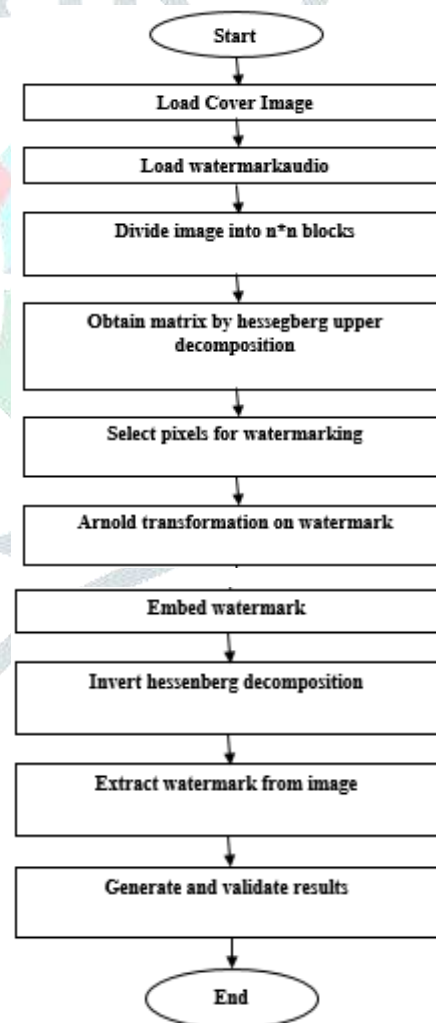 Start
Load Cover Image
Load watermarkaudio
Divide image into n*n blocks
Obtain matrix by hessegberg upper
decomposition
Select pixels for watermarking
Arnold transformation on watermark
Embed watermark
Invert hessenberg decomposition
Extract watermark from image
Generate and validate results
End